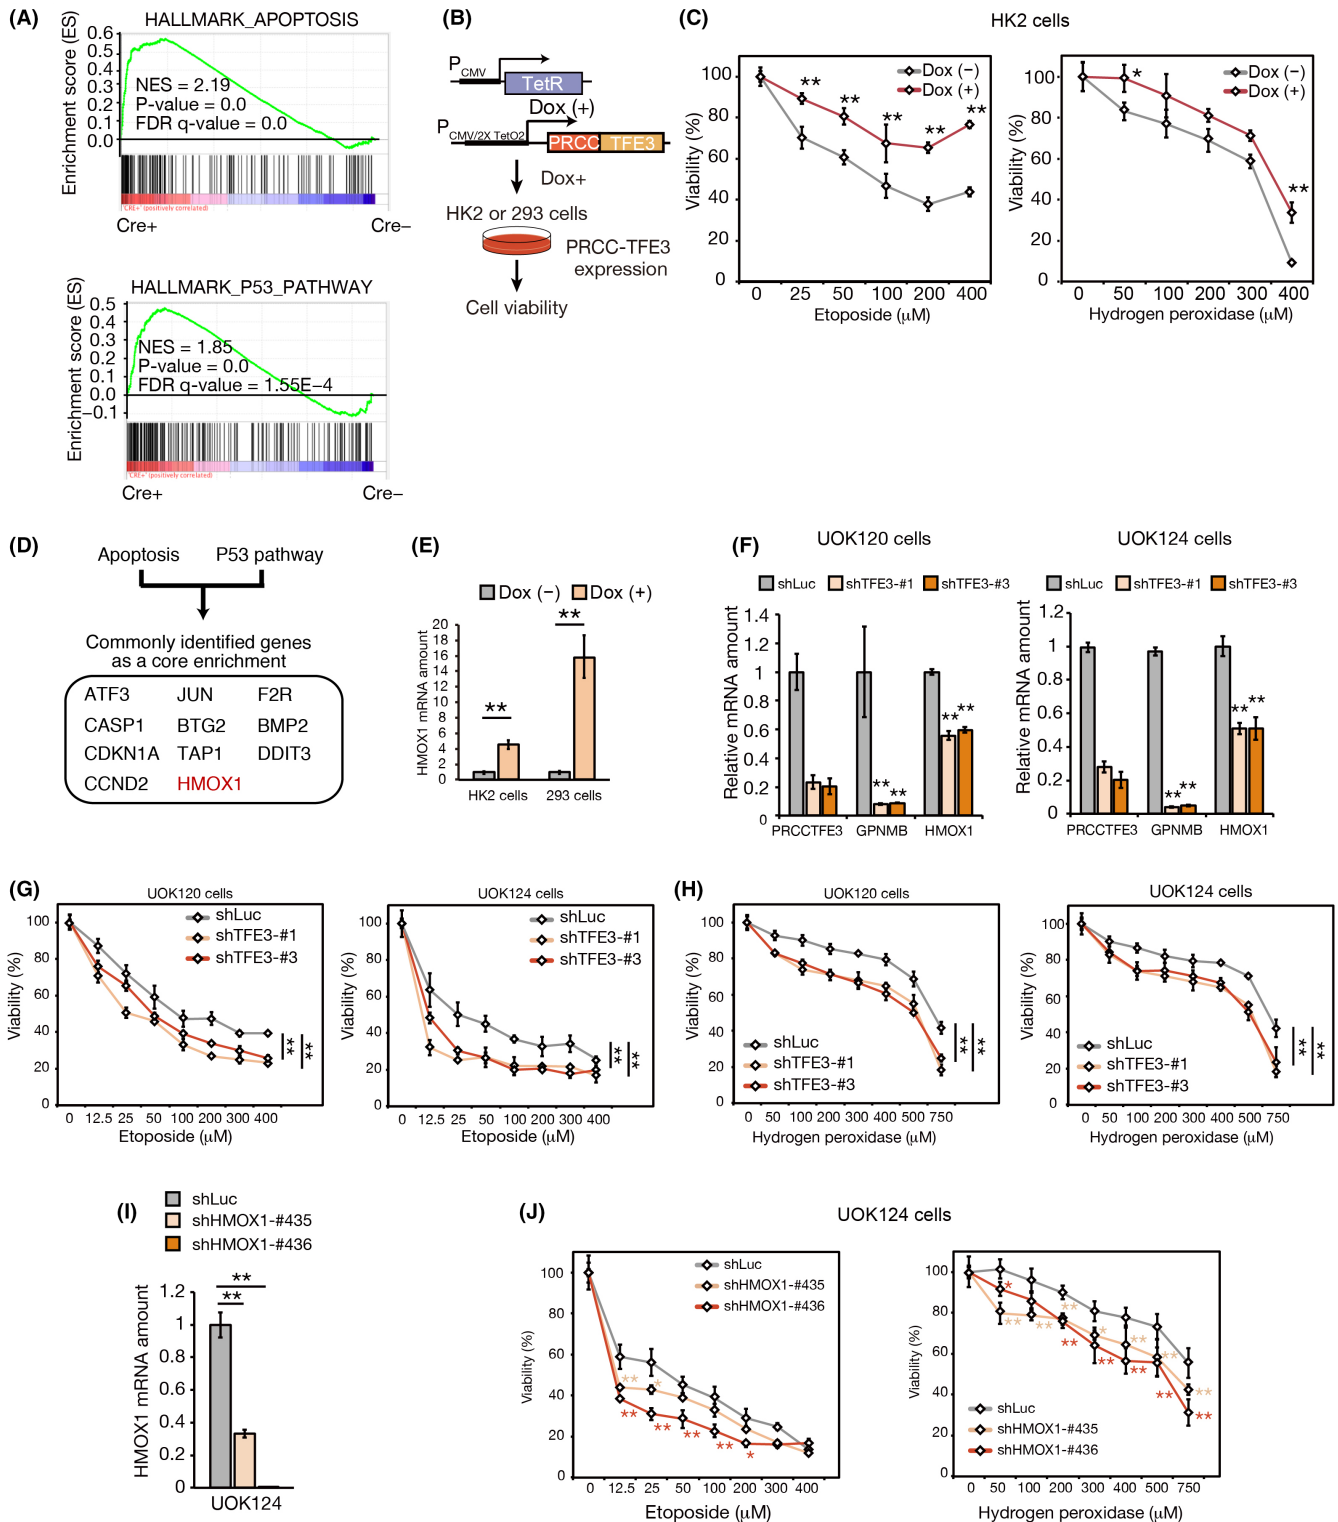 (A)
HALLMARK_APOPTOSIS
Enrichment score (ES)
0.6
0.5
0.4
0.3
0.2
0.1
0.0
NES = 2.19
P-value = 0.0
FDR q-value = 0.0
'CRE+' (positively correlated)
Cre+
Cre−
HALLMARK_P53_PATHWAY
Enrichment score (ES)
0.5
0.4
0.3
0.2
0.1
0.0
−0.1
NES = 1.85
P-value = 0.0
FDR q-value = 1.55E−4
'CRE+' (positively correlated)
Cre+
Cre−
(B)
PCMV
TetR
Dox (+)
PCMV/2X TetO2
PRCC
TFE3
Dox+
HK2 or 293 cells
PRCC-TFE3
expression
Cell viability
(C)
HK2 cells
Viability (%)
100
80
60
40
20
0
Dox (−)
Dox (+)
**
**
**
**
**
0 25 50 100 200 400
Etoposide (μM)
Viability (%)
100
80
60
40
20
0
Dox (−)
Dox (+)
*
**
0 50 100 200 300 400
Hydrogen peroxidase (μM)
(D)
Apoptosis P53 pathway
Commonly identified genes
as a core enrichment
ATF3 JUN F2R
CASP1 BTG2 BMP2
CDKN1A TAP1 DDIT3
CCND2 HMOX1
(E)
Dox (−) Dox (+)
HMOX1 mRNA amount
20
18
16
14
12
10
8
6
4
2
0
**
**
HK2 cells 293 cells
(F)
UOK120 cells
shLuc shTFE3-#1 shTFE3-#3
Relative mRNA amount
1.4
1.2
1
0.8
0.6
0.4
0.2
0
** **
** **
PRCCTFE3 GPNMB HMOX1
UOK124 cells
shLuc shTFE3-#1 shTFE3-#3
Relative mRNA amount
1.2
1
0.8
0.6
0.4
0.2
0
** **
** **
PRCCTFE3 GPNMB HMOX1
(G)
UOK120 cells
Viability (%)
100
80
60
40
20
0
shLuc
shTFE3-#1
shTFE3-#3
** **
0 12.5 25 50 100 200 300 400
Etoposide (μM)
UOK124 cells
Viability (%)
100
80
60
40
20
0
shLuc
shTFE3-#1
shTFE3-#3
** **
0 12.5 25 50 100 200 300 400
Etoposide (μM)
(H)
UOK120 cells
Viability (%)
100
80
60
40
20
0
shLuc
shTFE3-#1
shTFE3-#3
** **
0 50 100 200 300 400 500 750
Hydrogen peroxidase (μM)
UOK124 cells
Viability (%)
100
80
60
40
20
0
shLuc
shTFE3-#1
shTFE3-#3
** **
0 50 100 200 300 400 500 750
Hydrogen peroxidase (μM)
(I)
shLuc
shHMOX1-#435
shHMOX1-#436
HMOX1 mRNA amount
1.2
1
0.8
0.6
0.4
0.2
0
**
**
UOK124
(J)
UOK124 cells
Viability (%)
100
80
60
40
20
0
shLuc
shHMOX1-#435
shHMOX1-#436
** *
** ** ** ** *
0 12.5 25 50 100 200 300 400
Etoposide (μM)
Viability (%)
100
80
60
40
20
0
shLuc
shHMOX1-#435
shHMOX1-#436
** ** ** * ** ** **
* ** ** ** ** **
0 50 100 200 300 400 500 750
Hydrogen peroxidase (μM)